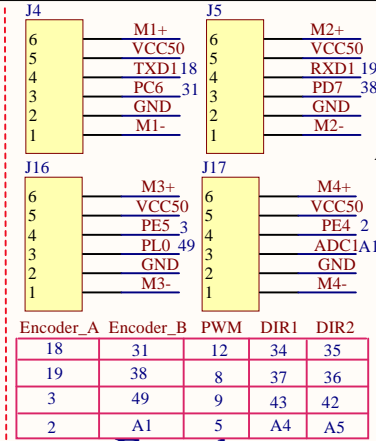 J4 J5
6 M1+ 6 M2+
5 VCC50 5 VCC50
4 TXD1 18 4 RXD1 19
3 PC6 31 3 PD7 38
2 GND 2 GND
1 M1- 1 M2-
J16 J17
6 M3+ 6 M4+
5 VCC50 5 VCC50
4 PE5 3 4 PE4 2
3 PL0 49 3 ADC1 A1
2 GND 2 GND
1 M3- 1 M4-
Encoder_A Encoder_B PWM DIR1 DIR2
18 31 12 34 35
19 38 8 37 36
3 49 9 43 42
2 A1 5 A4 A5